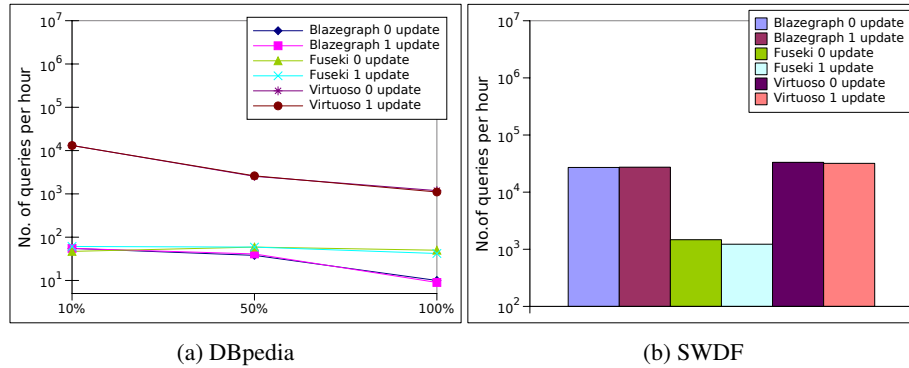 No. of queries per hour
10^7
10^6
10^5
10^4
10^3
10^2
10^1
10%
50%
100%
Blazegraph 0 update
Blazegraph 1 update
Fuseki 0 update
Fuseki 1 update
Virtuoso 0 update
Virtuoso 1 update
(a) DBpedia
No.of queries per hour
10^7
10^6
10^5
10^4
10^3
10^2
Blazegraph 0 update
Blazegraph 1 update
Fuseki 0 update
Fuseki 1 update
Virtuoso 0 update
Virtuoso 1 update
(b) SWDF